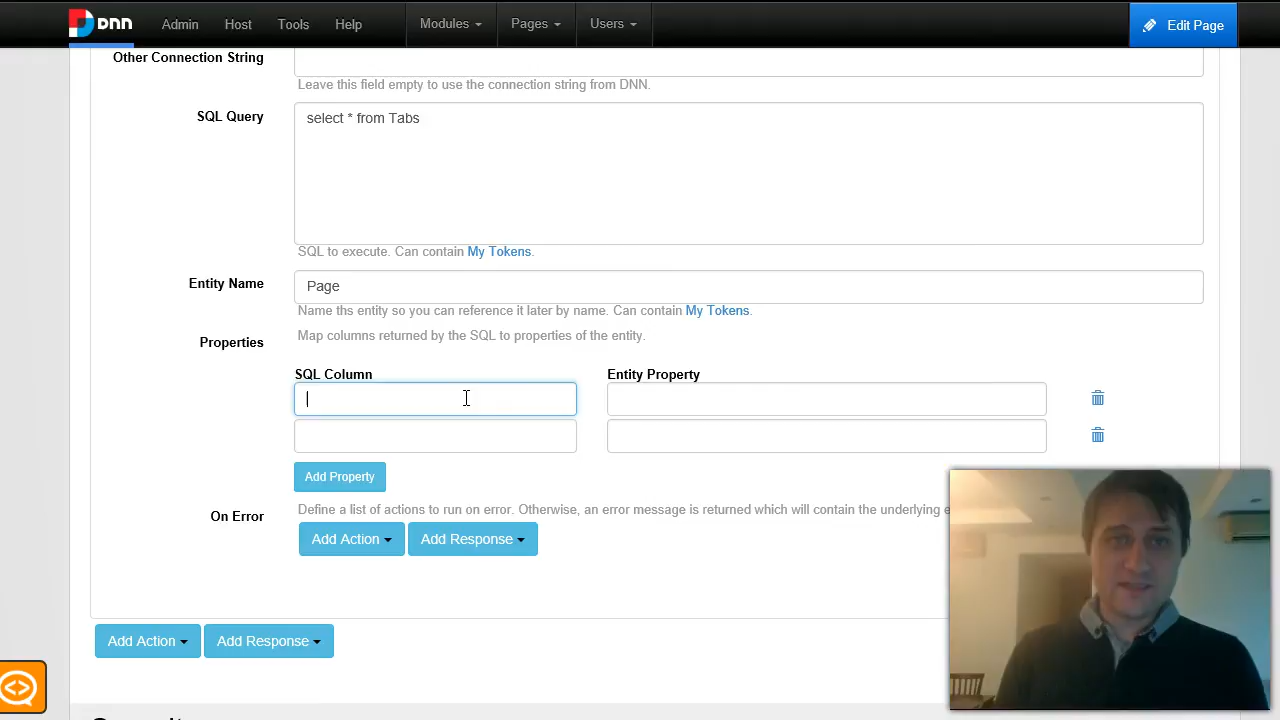 DNN Admin Host Tools Help Modules Pages Users Edit Page
Other Connection String
Leave this field empty to use the connection string from DNN.
SQL Query
select * from Tabs
SQL to execute. Can contain My Tokens.
Entity Name
Page
Name ths entity so you can reference it later by name. Can contain My Tokens.
Properties
Map columns returned by the SQL to properties of the entity.
SQL Column Entity Property
Add Property
On Error
Define a list of actions to run on error. Otherwise, an error message is returned which will contain the underlying e
Add Action Add Response
Add Action Add Response